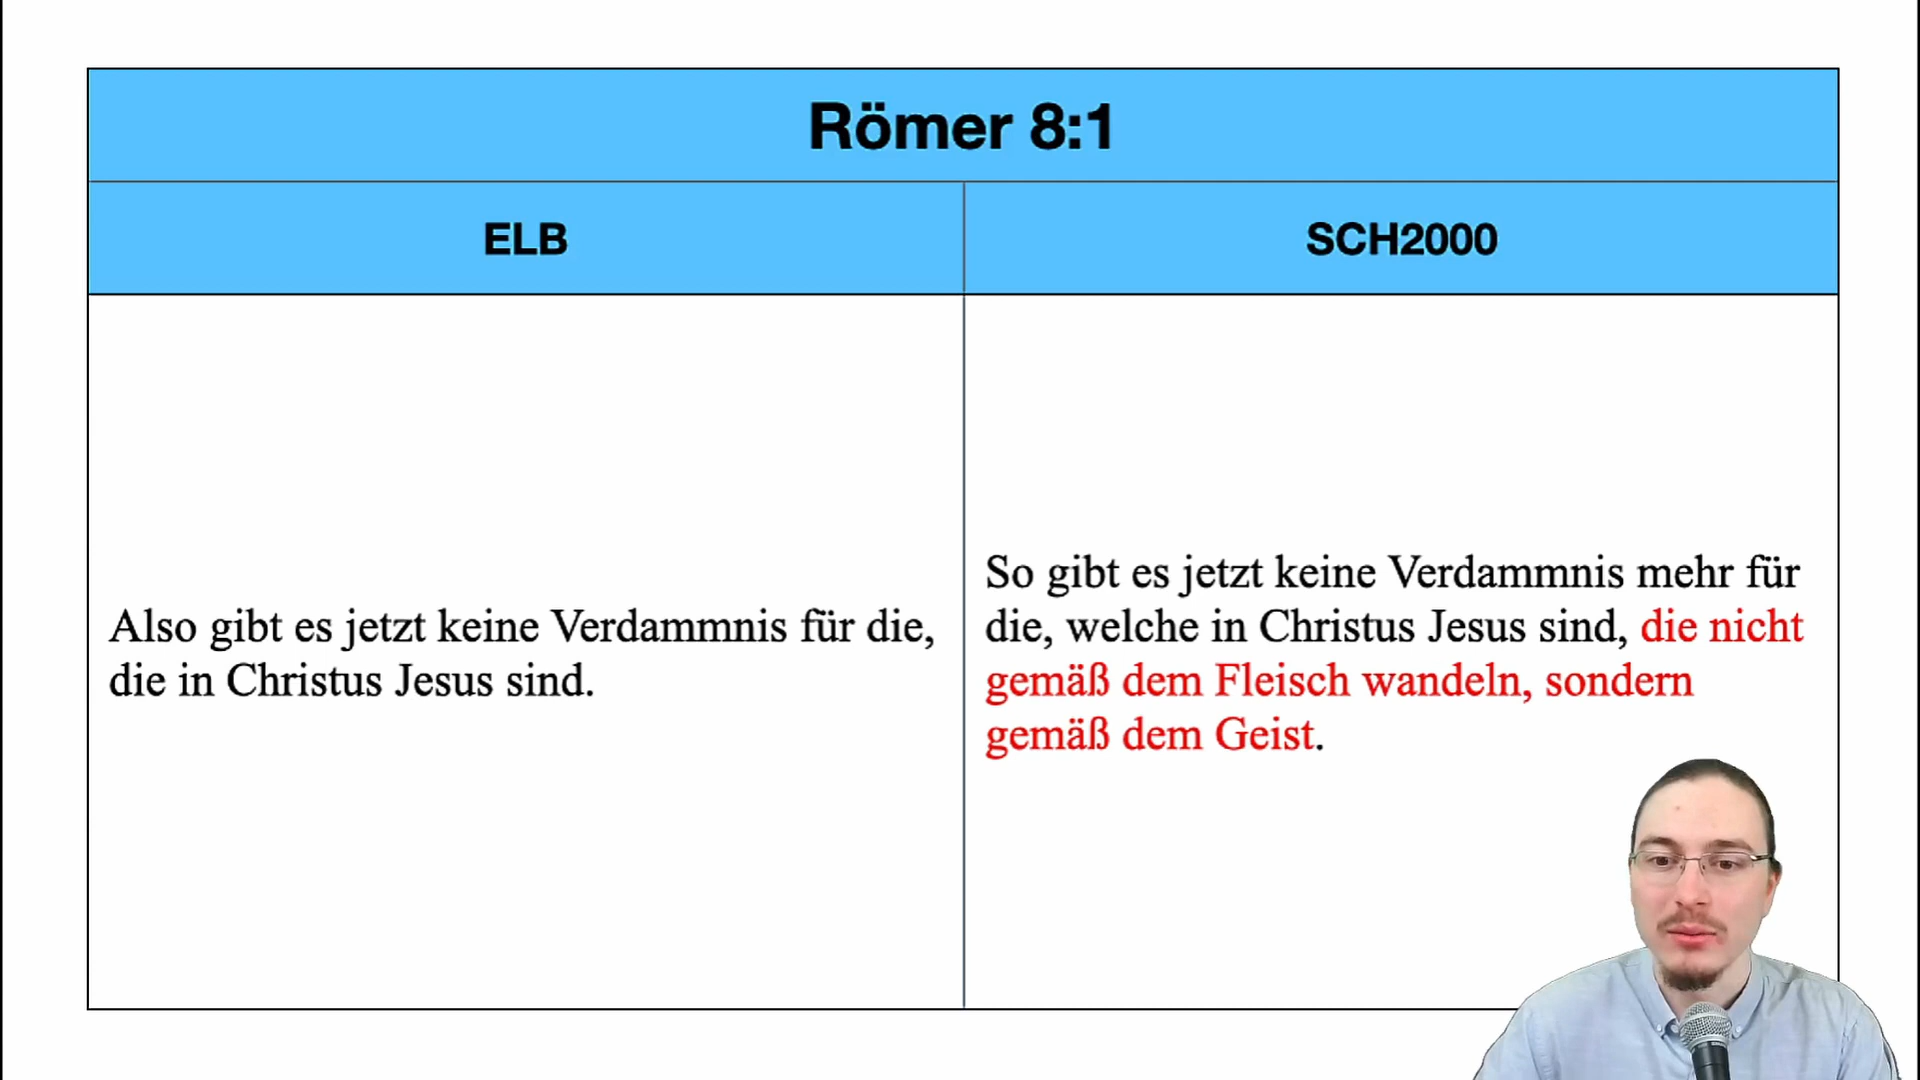 Römer 8:1
ELB
SCH2000
Also gibt es jetzt keine Verdammnis für die,
die in Christus Jesus sind.
So gibt es jetzt keine Verdammnis mehr für
die, welche in Christus Jesus sind, die nicht
gemäß dem Fleisch wandeln, sondern
gemäß dem Geist.